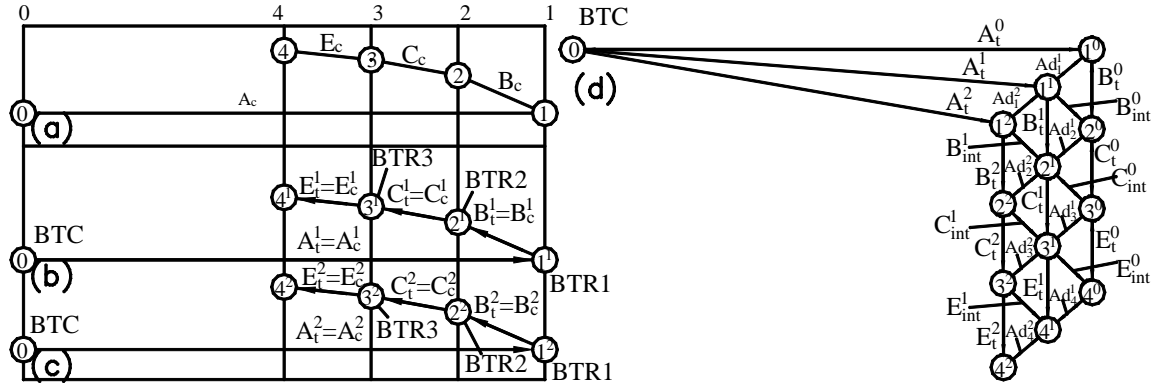 4 3 2 1
4 E_c 3 C_c 2 B_c
0 A_c 1
(a)
BTR3
4^1 E_t^1=E_c^1 3^1 C_t^1=C_c^1 BTR2
2^1 B_t^1=B_c^1
BTC A_t^1=A_c^1
0 1^1
(b) BTR1
4^2 E_t^2=E_c^2 3^2 C_t^2=C_c^2 2^2 B_t^2=B_c^2
BTC A_t^2=A_c^2 BTR3
0 1^2
(c) BTR2 BTR1
BTC
0 A_t^0 1^0
(d) A_t^1 Ad_1^1 1^1 B_t^0
A_t^2 Ad_1^2 B_int^0
1^2 B_t^1 Ad_2^1 2^0
B_int^1 C_t^0
B_t^2 Ad_2^2 2^1 C_int^0
2^2 C_t^1 Ad_3^1 3^0
C_int^1 E_t^0
C_t^2 Ad_3^2 3^1 E_int^0
3^2 E_t^1 Ad_4^1 4^0
E_int^1
E_t^2 Ad_4^2 4^1
4^2